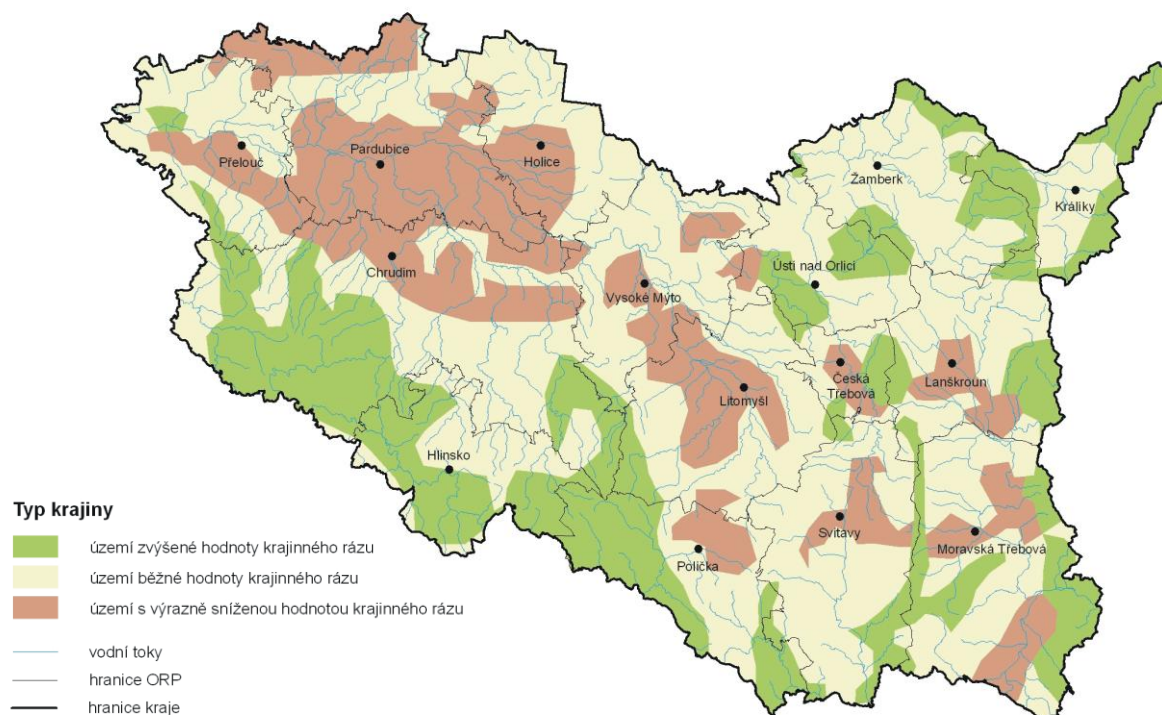 Přelouč
Pardubice
Holice
Žamberk
Králíky
Chrudim
Ústí nad Orlicí
Vysoké Mýto
Česká
Třebová
Lanškroun
Litomyšl
Hlinsko
Svitavy
Moravská Třebová
Polička
Typ krajiny
území zvýšené hodnoty krajinného rázu
území běžné hodnoty krajinného rázu
území s výrazně sníženou hodnotou krajinného rázu
vodní toky
hranice ORP
hranice kraje